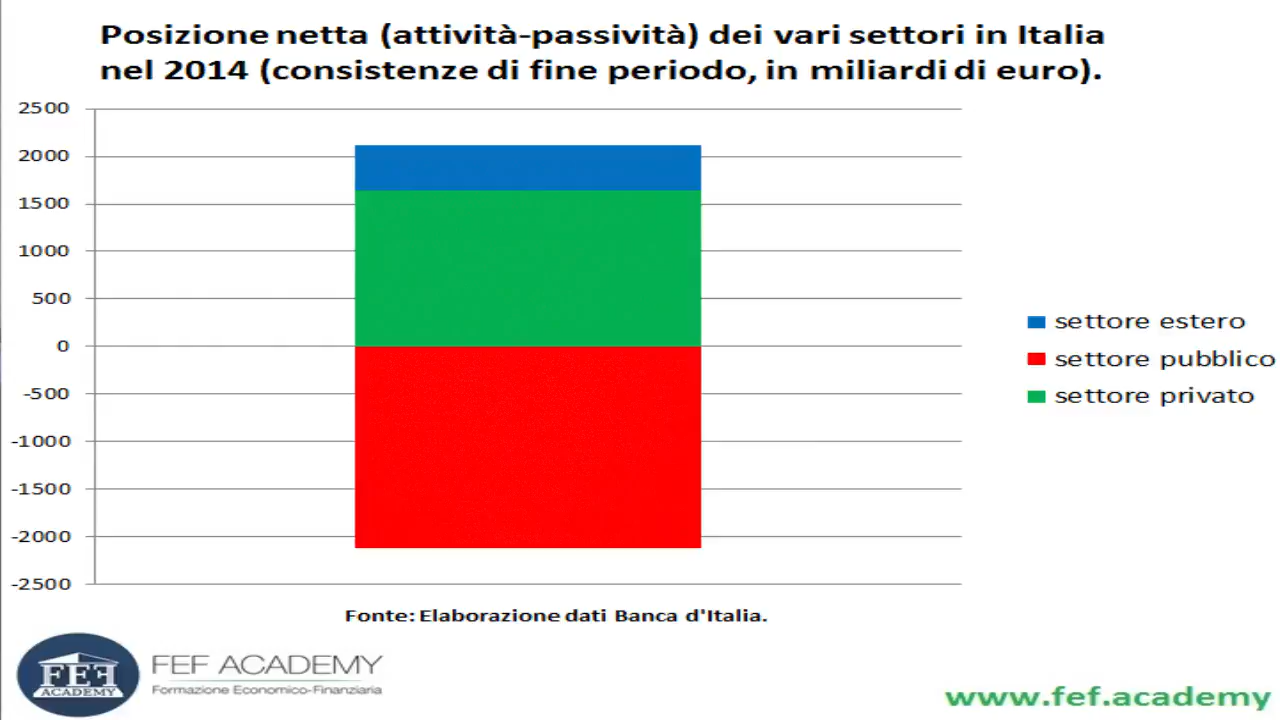 Posizione netta (attività-passività) dei vari settori in Italia
nel 2014 (consistenze di fine periodo, in miliardi di euro).
2500
2000
1500
1000
500
0
-500
-1000
-1500
-2000
-2500
settore estero
settore pubblico
settore privato
Fonte: Elaborazione dati Banca d'Italia.
FEF
ACADEMY
FEF ACADEMY
Formazione Economico-Finanziaria
www.fef.academy